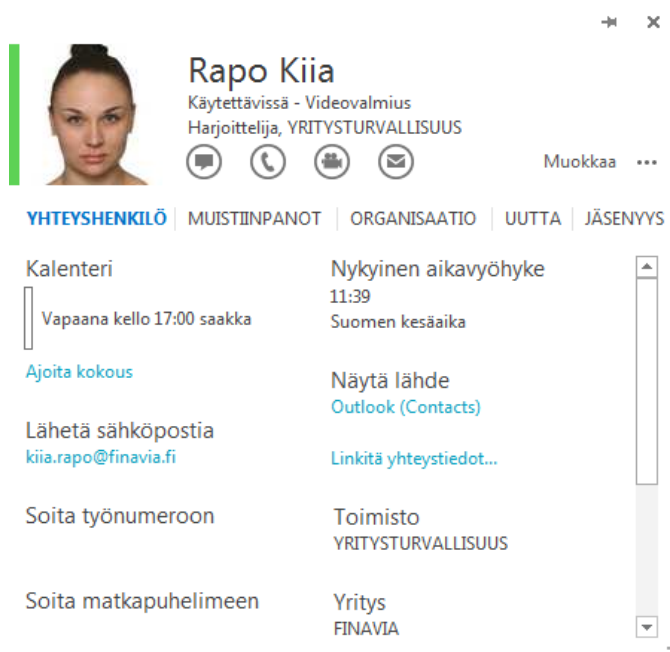 Rapo Kiia
Käytettävissä - Videovalmius
Harjoittelija, YRITYSTURVALLISUUS
Muokkaa
YHTEYSHENKILÖ MUISTIINPANOT ORGANISAATIO UUTTA JÄSENYYS
Kalenteri
Vapaana kello 17:00 saakka
Ajoita kokous
Nykyinen aikavyöhyke
11:39
Suomen kesäaika
Näytä lähde
Outlook (Contacts)
Lähetä sähköpostia
kiia.rapo@finavia.fi
Linkitä yhteystiedot...
Soita työnumeroon
Toimisto
YRITYSTURVALLISUUS
Soita matkapuhelimeen
Yritys
FINAVIA